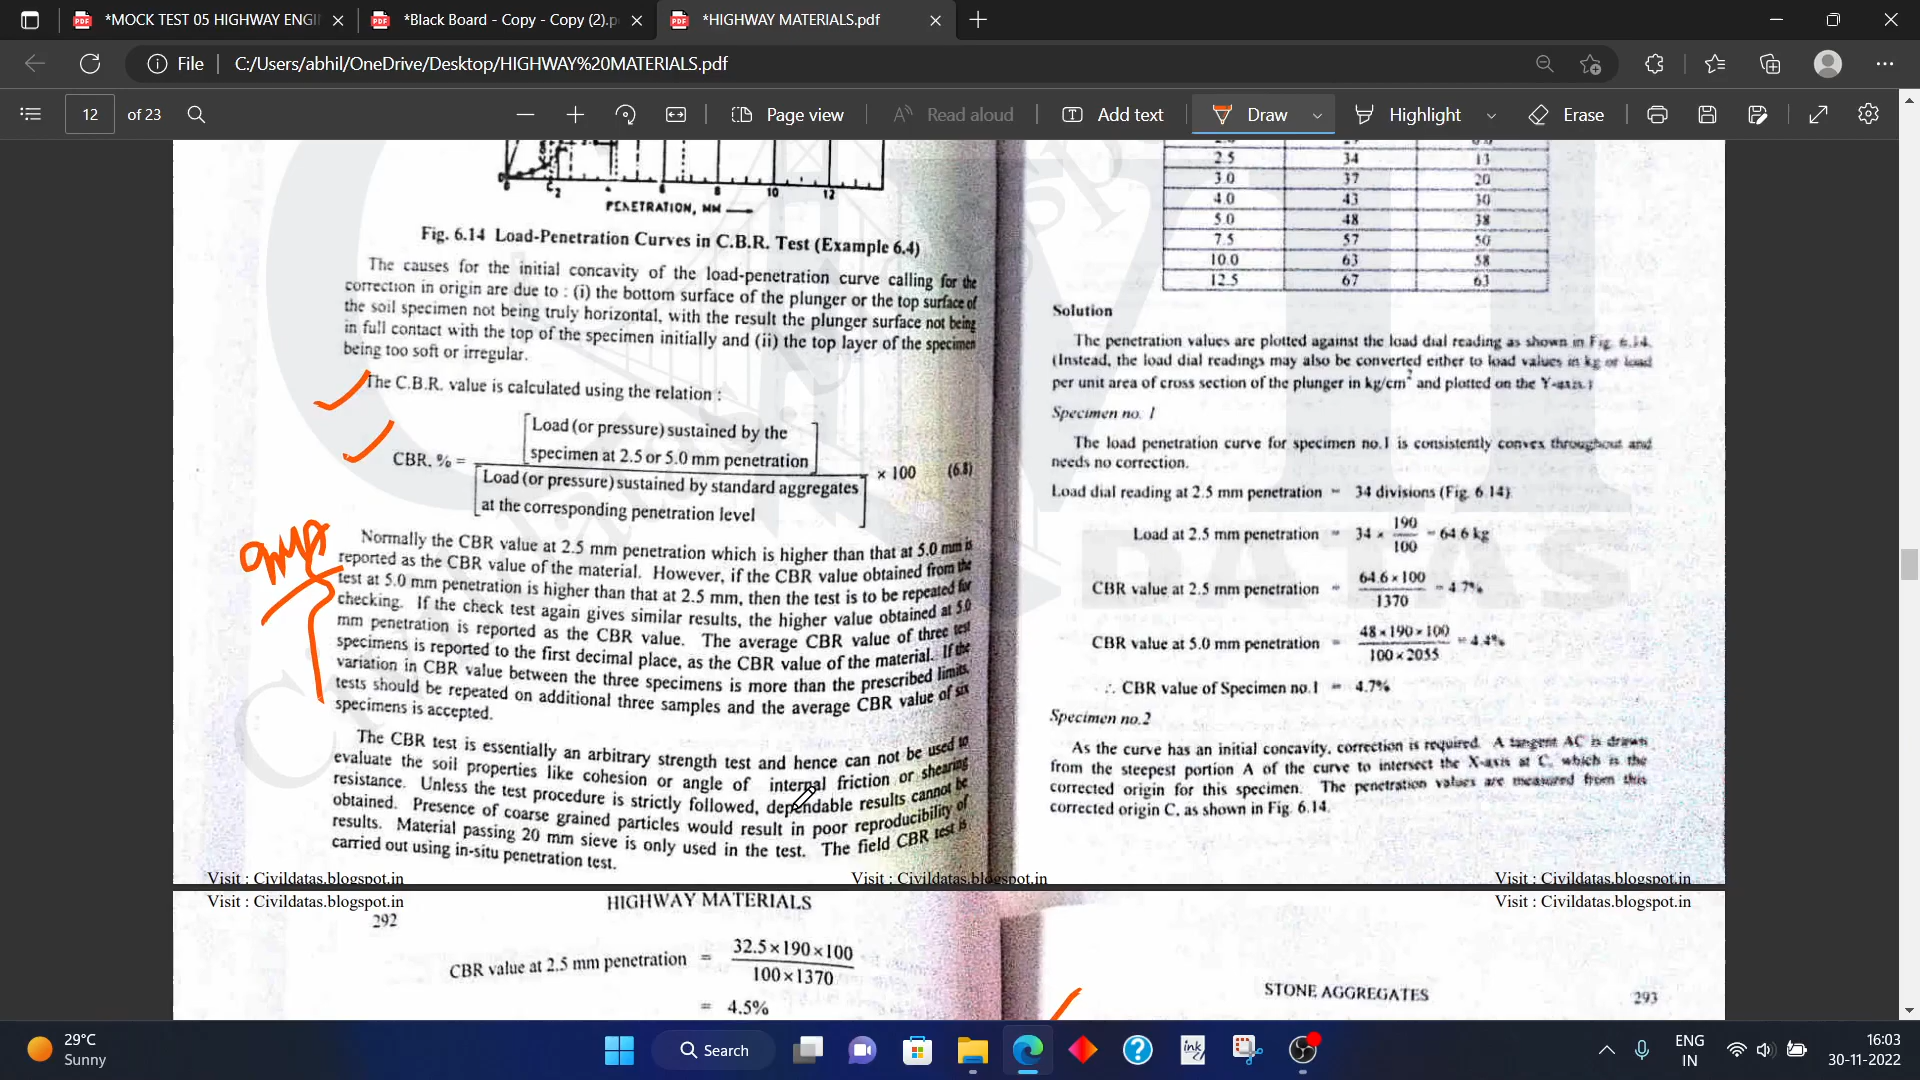 *MOCK TEST 05 HIGHWAY ENGI
*Black Board - Copy - Copy (2).p
*HIGHWAY MATERIALS.pdf
File
C:/Users/abhil/OneDrive/Desktop/HIGHWAY%20MATERIALS.pdf
12 of 23
Page view
Read aloud
Add text
Draw
Highlight
Erase
0 2 4 6 8 10 12
PENETRATION, MM
Fig. 6.14 Load-Penetration Curves in C.B.R. Test (Example 6.4)
The causes for the initial concavity of the load-penetration curve calling for the
correction in origin are due to : (i) the bottom surface of the plunger or the top surface of
the soil specimen not being truly horizontal, with the result the plunger surface not being
in full contact with the top of the specimen initially and (ii) the top layer of the specimen
being too soft or irregular.
The C.B.R. value is calculated using the relation :
[Load (or pressure) sustained by the
specimen at 2.5 or 5.0 mm penetration]
CBR, % =
× 100 (6.8)
[Load (or pressure) sustained by standard aggregates
at the corresponding penetration level]
Normally the CBR value at 2.5 mm penetration which is higher than that at 5.0 mm is
reported as the CBR value of the material. However, if the CBR value obtained from the
test at 5.0 mm penetration is higher than that at 2.5 mm, then the test is to be repeated for
checking. If the check test again gives similar results, the higher value obtained at 5.0
mm penetration is reported as the CBR value. The average CBR value of three test
specimens is reported to the first decimal place, as the CBR value of the material. If the
variation in CBR value between the three specimens is more than the prescribed limits,
tests should be repeated on additional three samples and the average CBR value of six
specimens is accepted.
The CBR test is essentially an arbitrary strength test and hence can not be used to
evaluate the soil properties like cohesion or angle of internal friction or shearing
resistance. Unless the test procedure is strictly followed, dependable results cannot be
obtained. Presence of coarse grained particles would result in poor reproducibility of
results. Material passing 20 mm sieve is only used in the test. The field CBR test is
carried out using in-situ penetration test.
2.5 34 13
3.0 37 20
4.0 43 30
5.0 48 38
7.5 57 50
10.0 63 58
12.5 67 63
Solution
The penetration values are plotted against the load dial reading as shown in Fig. 6.14.
(Instead, the load dial readings may also be converted either to load values in kg or load
per unit area of cross section of the plunger in kg/cm² and plotted on the Y-axis.)
Specimen no. 1
The load penetration curve for specimen no.1 is consistently convex throughout and
needs no correction.
Load dial reading at 2.5 mm penetration = 34 divisions (Fig. 6.14).
Load at 2.5 mm penetration = 34 × 190/100 = 64.6 kg
CBR value at 2.5 mm penetration = 64.6 × 100/1370 = 4.7%
CBR value at 5.0 mm penetration = 48 × 190 × 100/100 × 2055 = 4.4%
∴ CBR value of Specimen no.1 = 4.7%
Specimen no.2
As the curve has an initial concavity, correction is required. A tangent AC is drawn
from the steepest portion A of the curve to intersect the X-axis at C, which is the
corrected origin for this specimen. The penetration values are measured from this
corrected origin C, as shown in Fig. 6.14.
Visit : Civildatas.blogspot.in
Visit : Civildatas.blogspot.in
Visit : Civildatas.blogspot.in
Visit : Civildatas.blogspot.in
Visit : Civildatas.blogspot.in
292
HIGHWAY MATERIALS
CBR value at 2.5 mm penetration = 32.5×190×100/100×1370
= 4.5%
STONE AGGREGATES 293
29°C
Sunny
Search
ENG
IN
16:03
30-11-2022